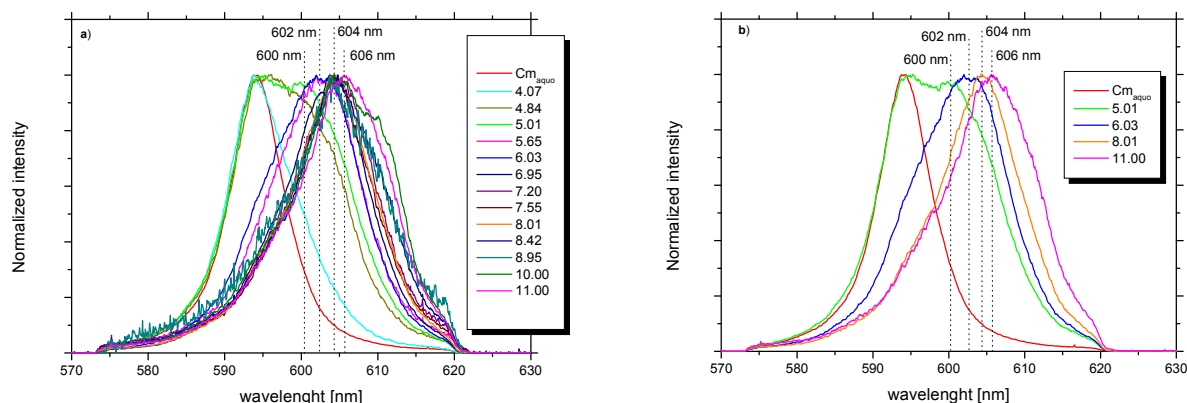 a)
602 nm
604 nm
600 nm
606 nm
Cm_aquo
4.07
4.84
5.01
5.65
6.03
6.95
7.20
7.55
8.01
8.42
8.95
10.00
11.00
Normalized intensity
570 580 590 600 610 620 630
wavelenght [nm]
b)
602 nm
604 nm
600 nm
606 nm
Cm_aquo
5.01
6.03
8.01
11.00
Normalized intensity
570 580 590 600 610 620 630
wavelenght [nm]